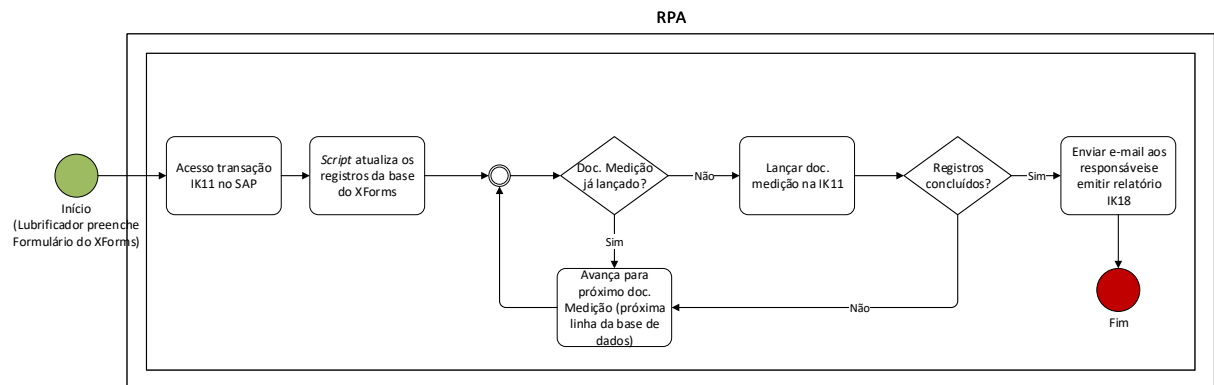 RPA
Início
(Lubrificador preenche
Formulário do XForms)
Acesso transação
IK11 no SAP
Script atualiza os
registros da base
do XForms
Doc. Medição
já lançado?
Não
Sim
Lançar doc.
medição na IK11
Registros
concluídos?
Sim
Não
Enviar e-mail aos
responsáveise
emitir relatório
IK18
Avança para
próximo doc.
Medição (próxima
linha da base de
dados)
Fim